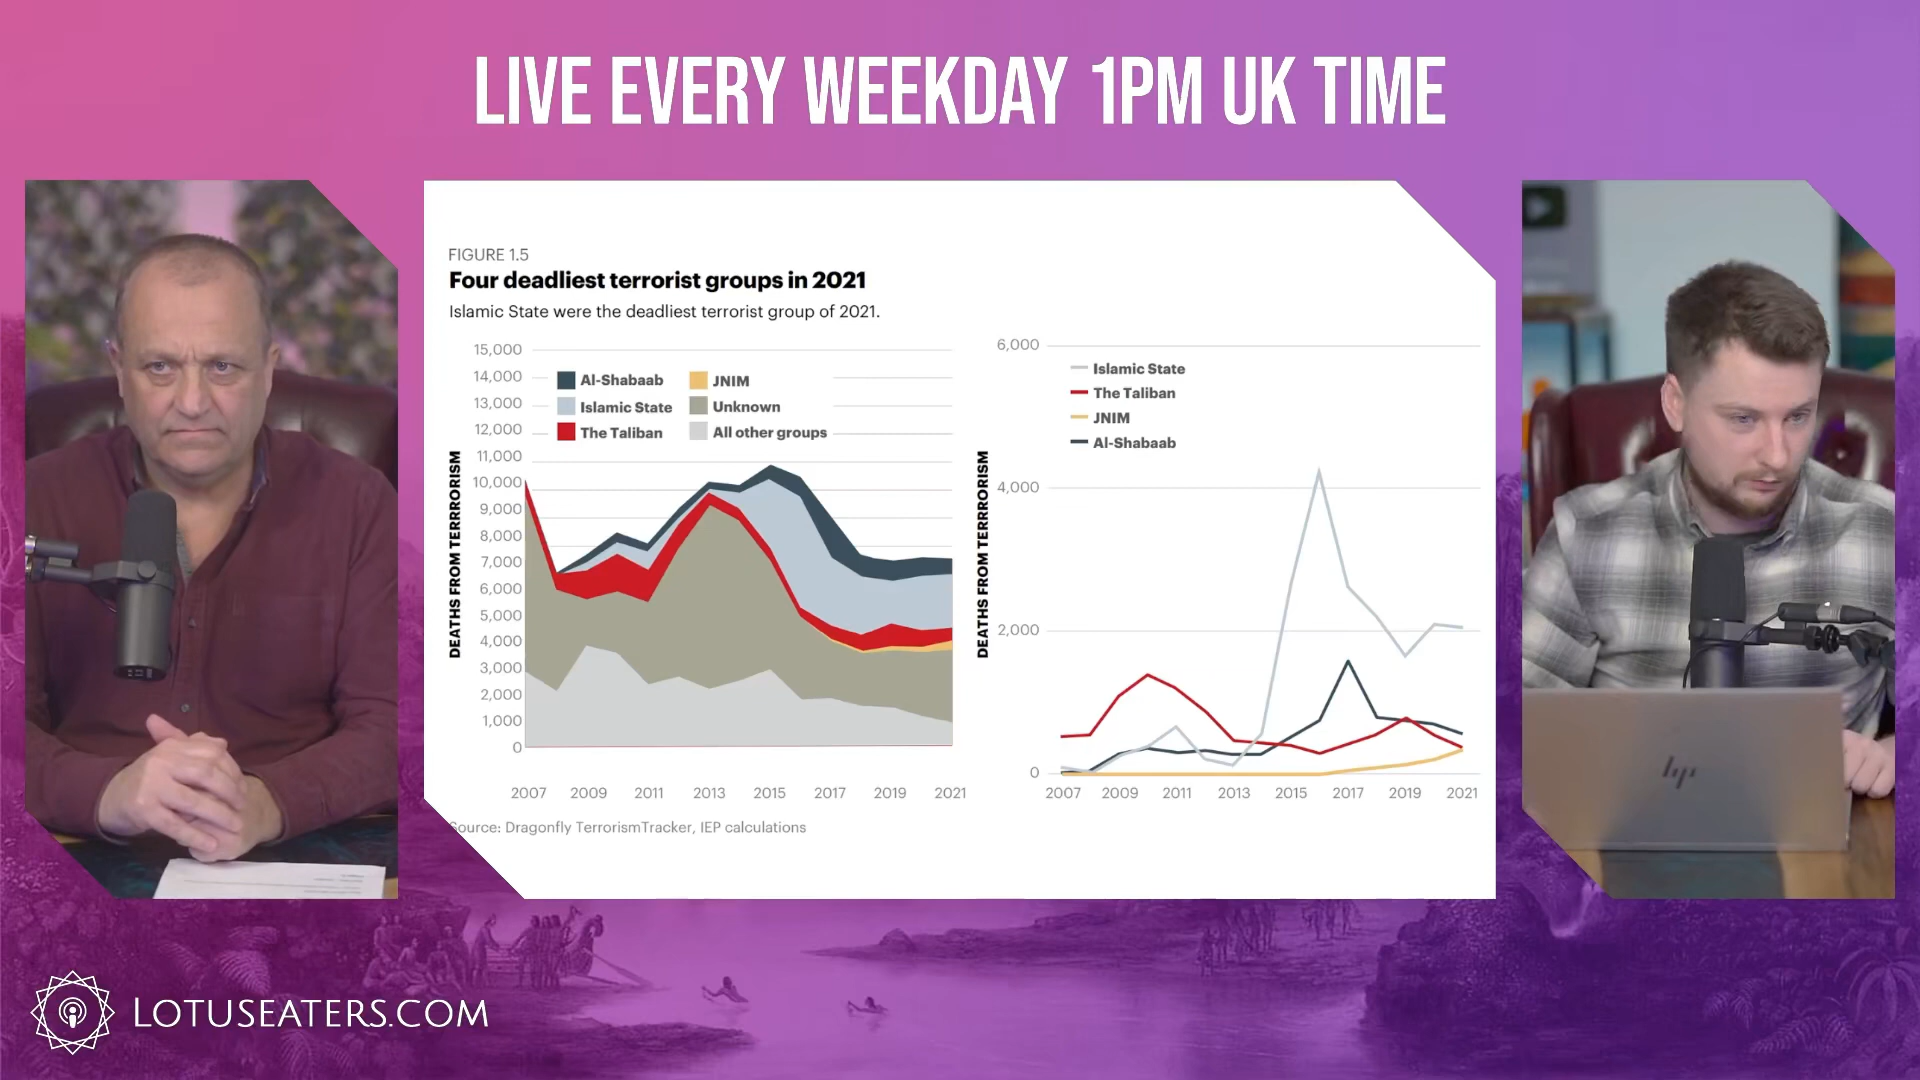 LIVE EVERY WEEKDAY 1PM UK TIME
FIGURE 1.5
Four deadliest terrorist groups in 2021
Islamic State were the deadliest terrorist group of 2021.
DEATHS FROM TERRRORISM
15,000
14,000
13,000
12,000
11,000
10,000
9,000
8,000
7,000
6,000
5,000
4,000
3,000
2,000
1,000
0
Al-Shabaab
Islamic State
The Taliban
JNIM
Unknown
All other groups
2007 2009 2011 2013 2015 2017 2019 2021
DEATHS FROM TERRRORISM
6,000
4,000
2,000
0
Islamic State
The Taliban
JNIM
Al-Shabaab
2007 2009 2011 2013 2015 2017 2019 2021
Source: Dragonfly TerrorismTracker, IEP calculations
hp
LOTUSEATERS.COM